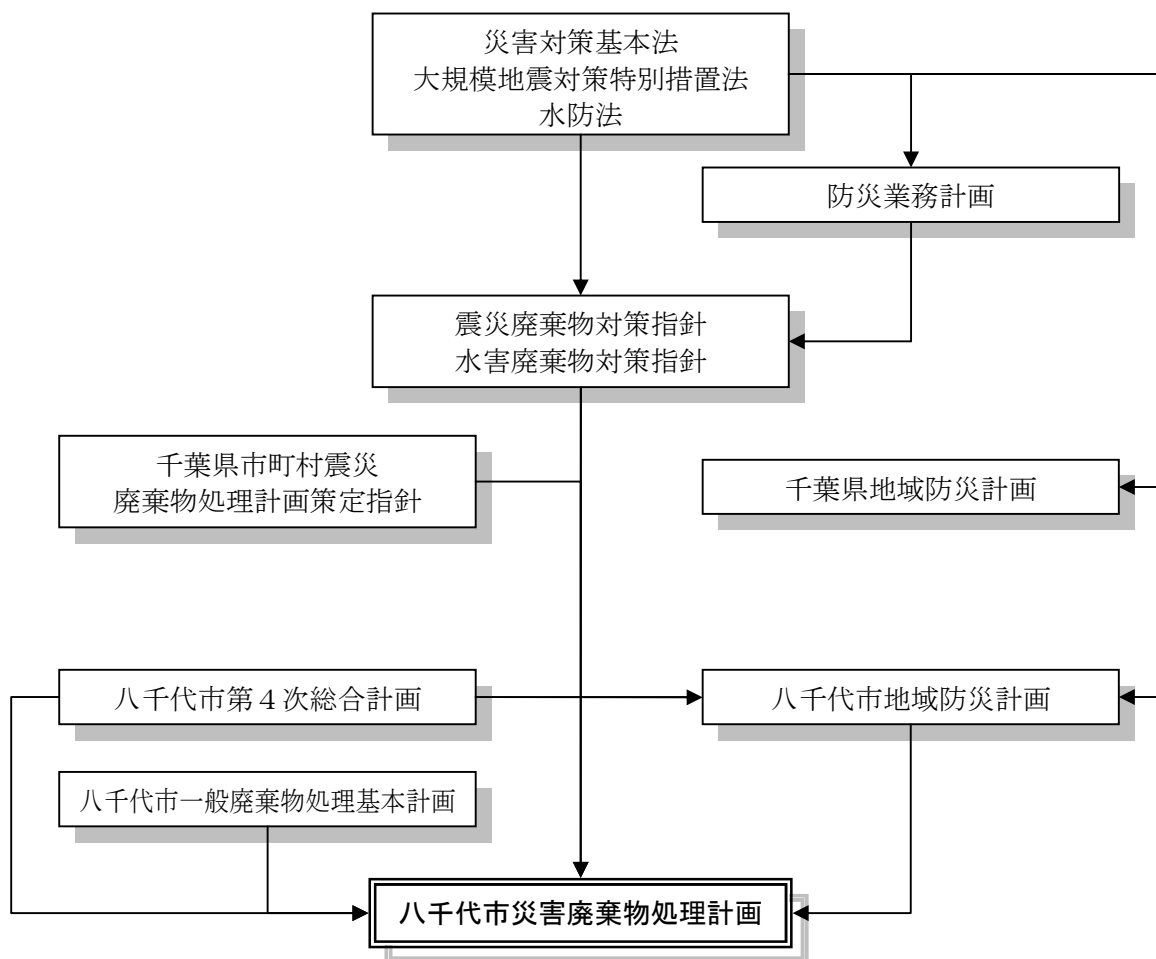 災害対策基本法
大規模地震対策特別措置法
水防法
防災業務計画
震災廃棄物対策指針
水害廃棄物対策指針
千葉県市町村震災
廃棄物処理計画策定指針
千葉県地域防災計画
八千代市第４次総合計画
八千代市地域防災計画
八千代市一般廃棄物処理基本計画
八千代市災害廃棄物処理計画